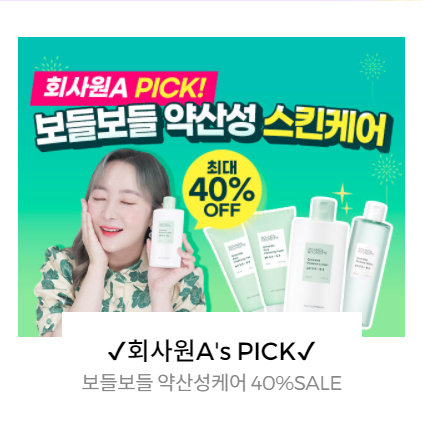 회사원A PICK!
보들보들 약산성 스킨케어
최대
40%
OFF
✓회사원A's PICK✓
보들보들 약산성케어 40%SALE